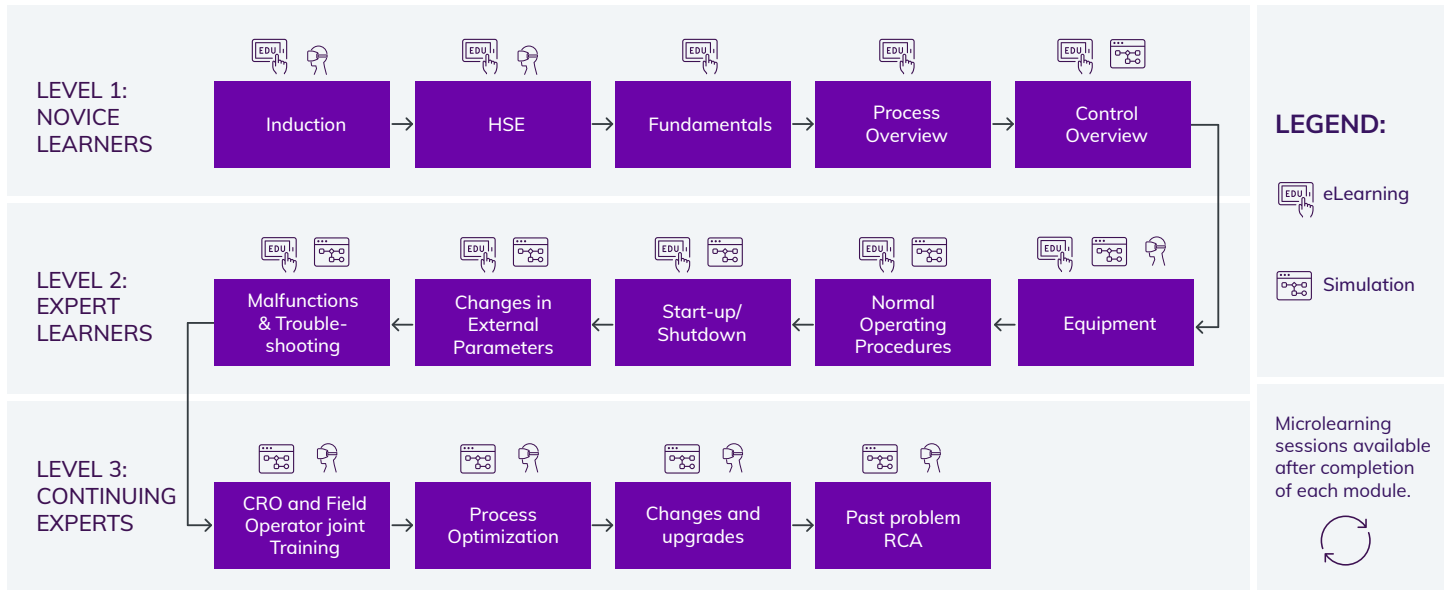 LEVEL 1:
NOVICE
LEARNERS
EDU
EDU
EDU
EDU
EDU
Induction
HSE
Fundamentals
Process
Overview
Control
Overview
LEVEL 2:
EXPERT
LEARNERS
EDU
EDU
EDU
EDU
EDU
Malfunctions
& Trouble-
shooting
Changes in
External
Parameters
Start-up/
Shutdown
Normal
Operating
Procedures
Equipment
LEVEL 3:
CONTINUING
EXPERTS
CRO and Field
Operator joint
Training
Process
Optimization
Changes and
upgrades
Past problem
RCA
LEGEND:
EDU
eLearning
Simulation
Microlearning
sessions available
after completion
of each module.